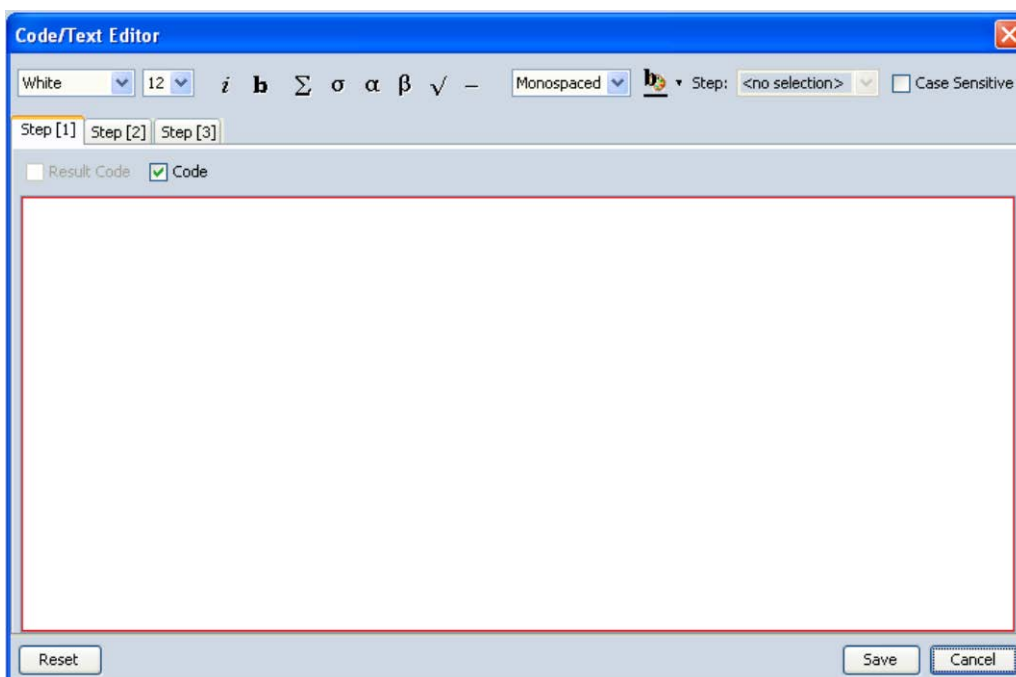 Code/Text Editor
White 12 i b Σ σ α β √ – Monospaced b Step: <no selection> Case Sensitive
Step [1] Step [2] Step [3]
Result Code Code
Reset Save Cancel